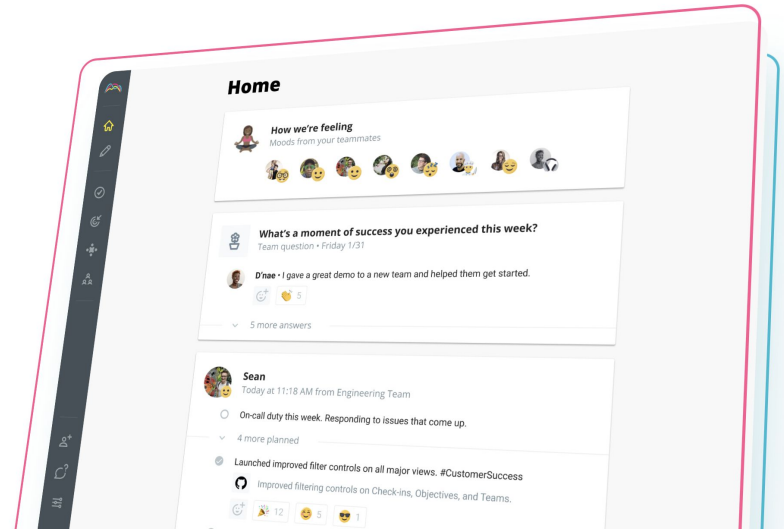 Home
How we're feeling
Moods from your teammates
What's a moment of success you experienced this week?
Team question • Friday 1/31
D'nae • I gave a great demo to a new team and helped them get started.
5
5 more answers
Sean
Today at 11:18 AM from Engineering Team
On-call duty this week. Responding to issues that come up.
4 more planned
Launched improved filter controls on all major views. #CustomerSuccess
Improved filtering controls on Check-ins, Objectives, and Teams.
12 5 1